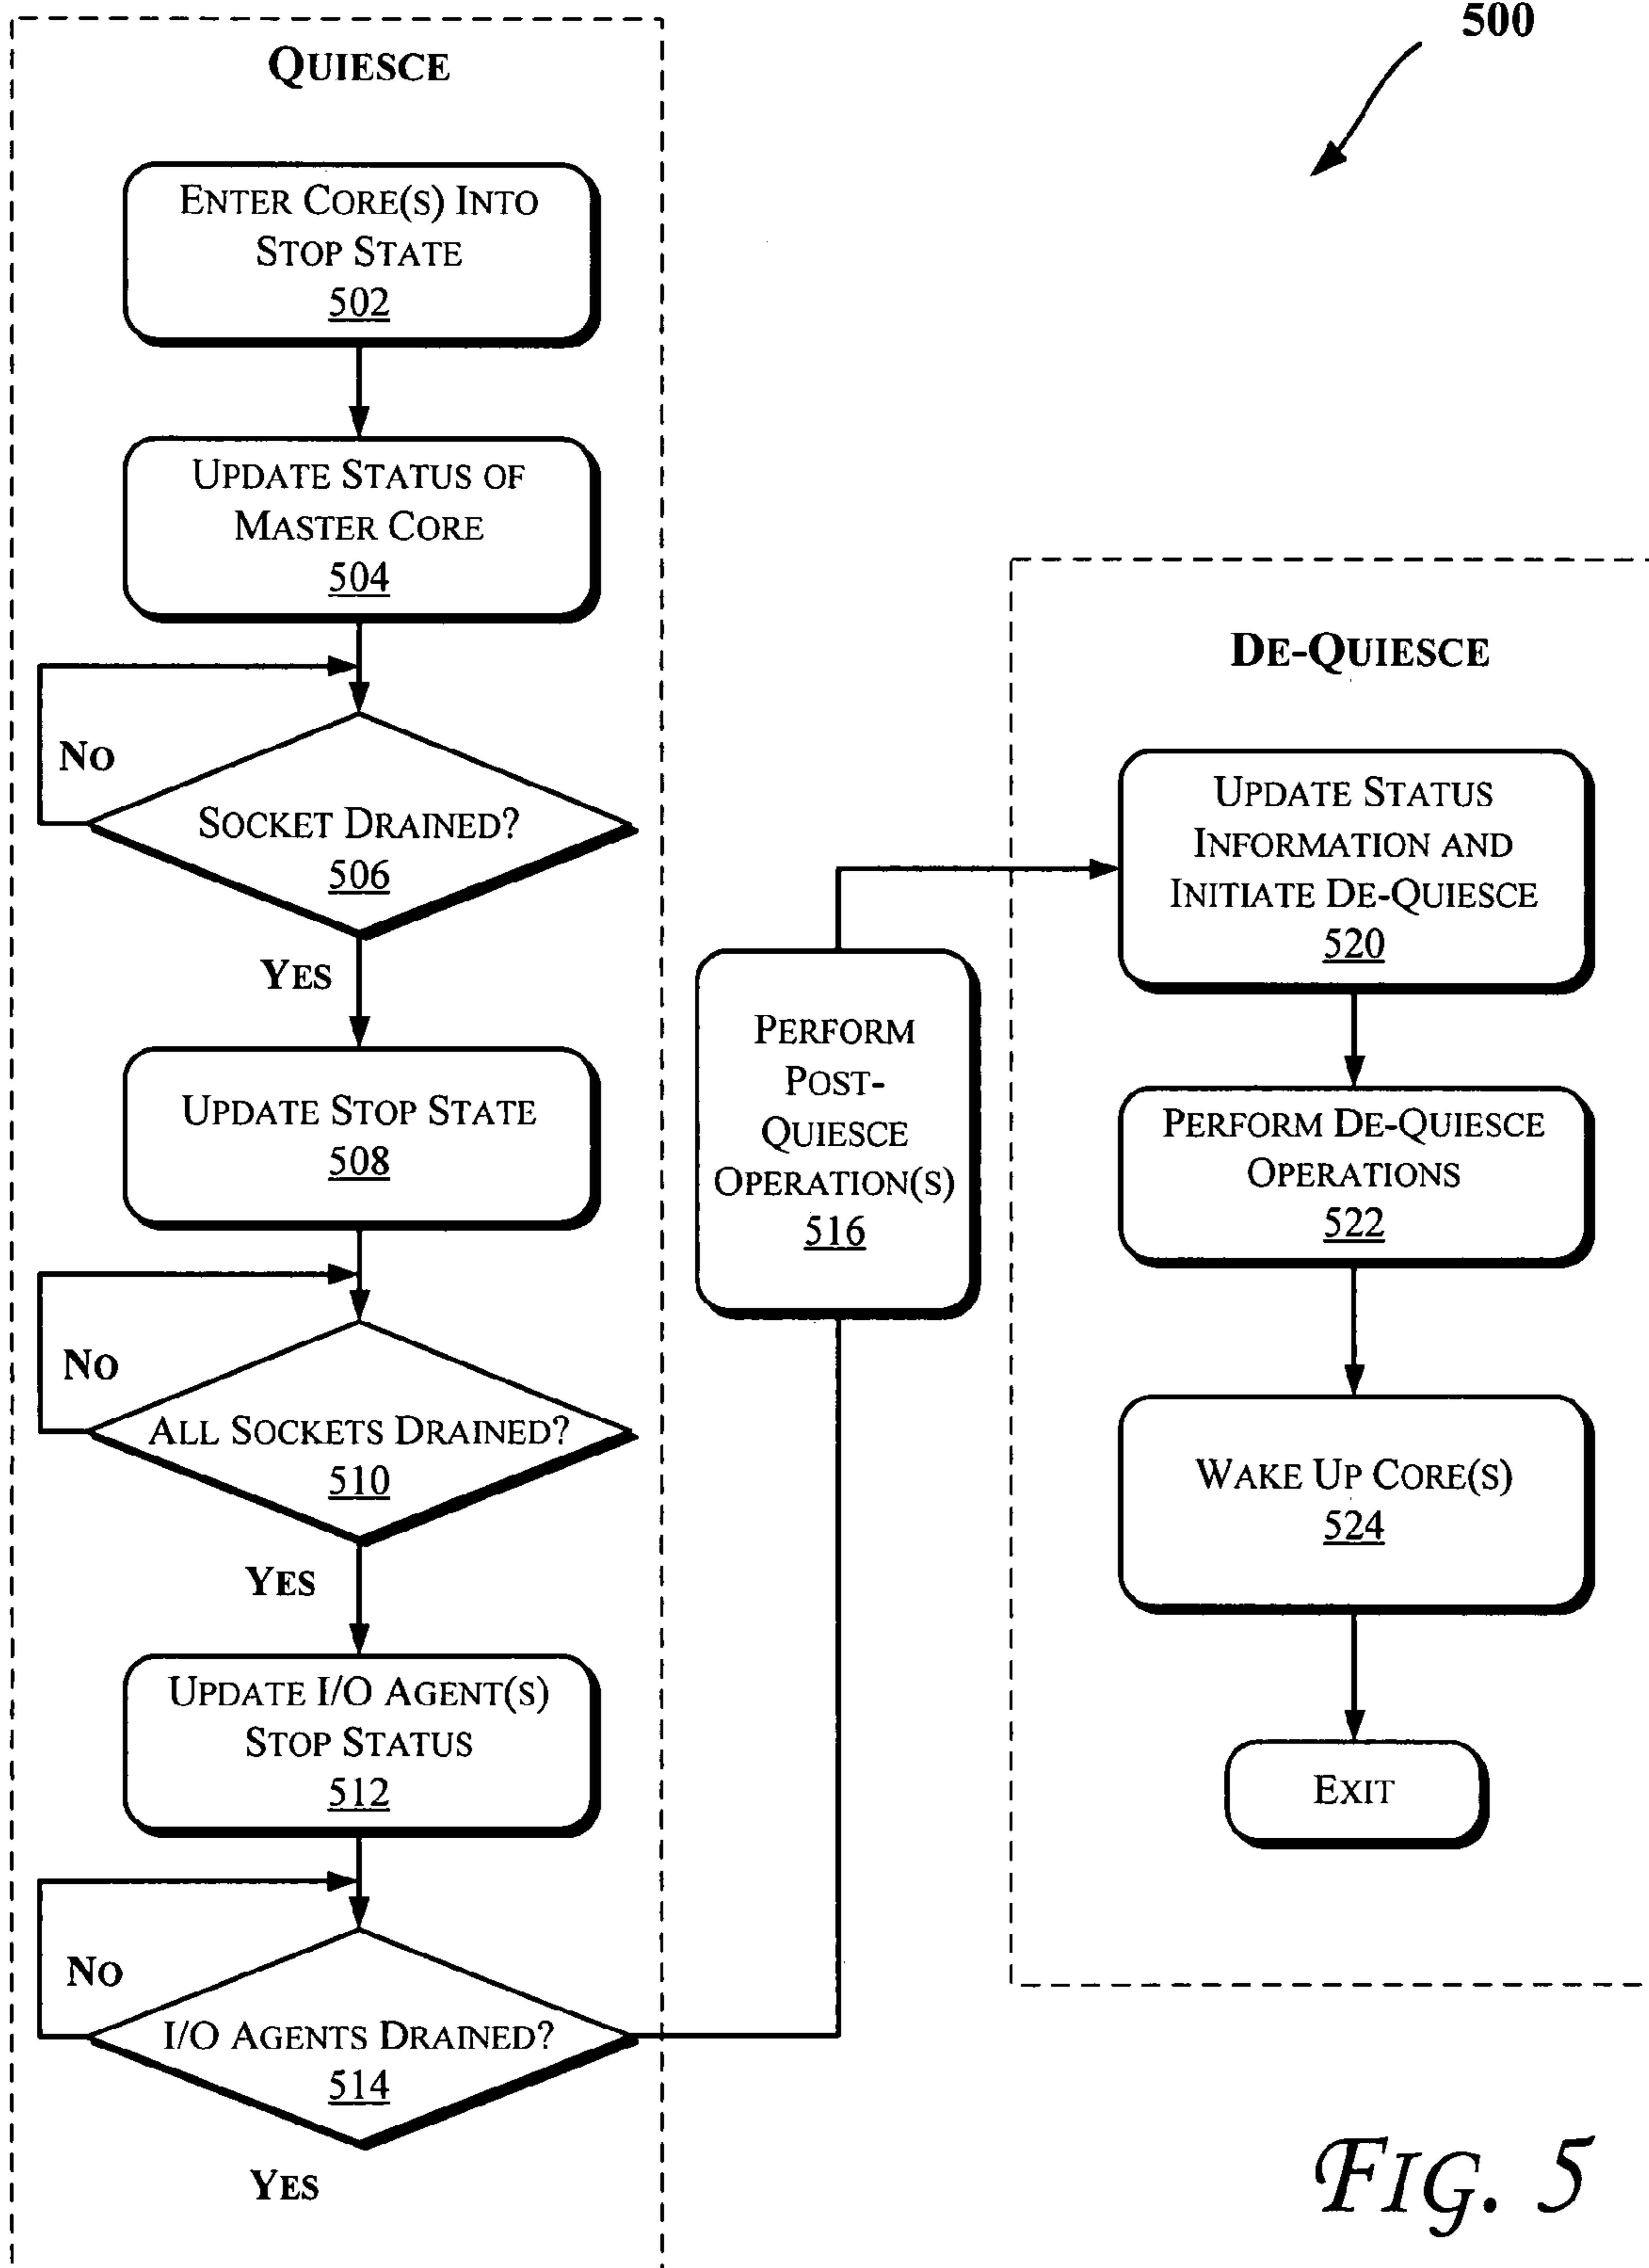 500
QUIESCE
ENTER CORE(S) INTO
STOP STATE
502
UPDATE STATUS OF
MASTER CORE
504
NO
SOCKET DRAINED?
506
YES
UPDATE STOP STATE
508
NO
ALL SOCKETS DRAINED?
510
YES
UPDATE I/O AGENT(S)
STOP STATUS
512
NO
I/O AGENTS DRAINED?
514
YES
PERFORM
POST-
QUIESCE
OPERATION(S)
516
DE-QUIESCE
UPDATE STATUS
INFORMATION AND
INITIATE DE-QUIESCE
520
PERFORM DE-QUIESCE
OPERATIONS
522
WAKE UP CORE(S)
524
EXIT
FIG. 5